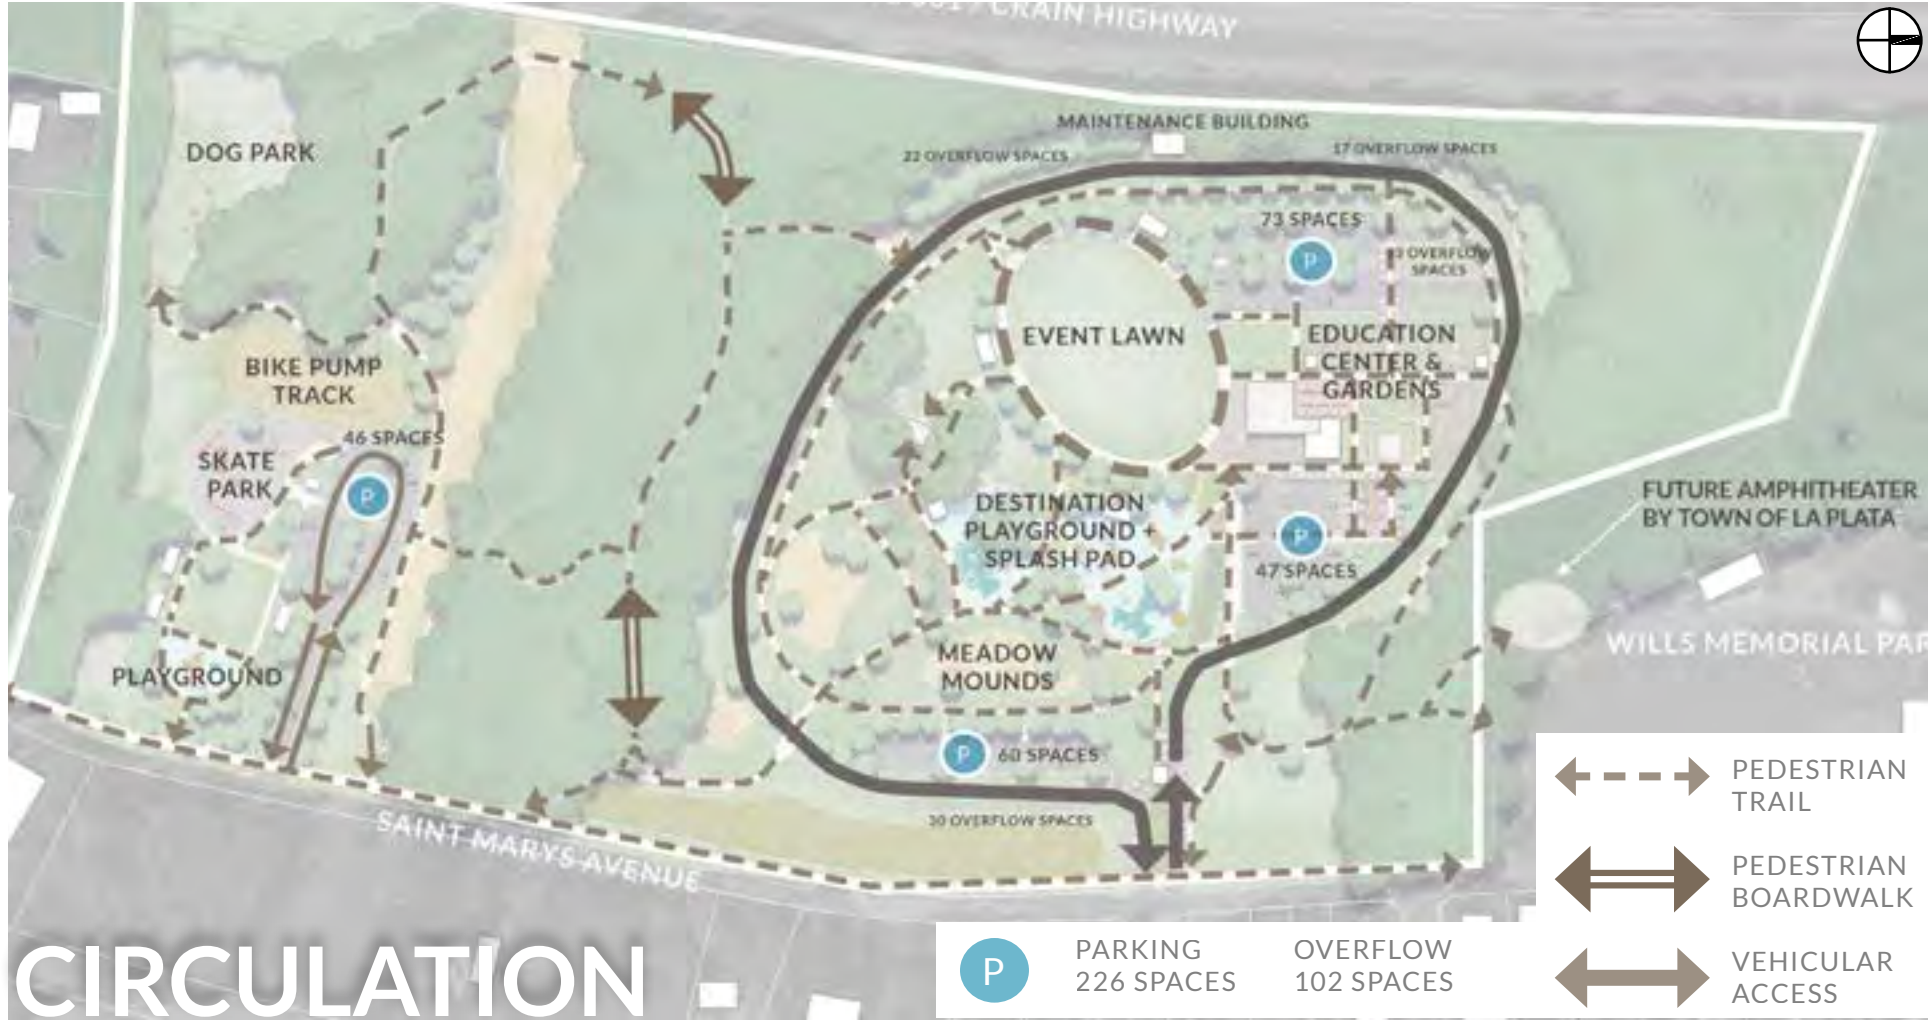 CRAIN HIGHWAY
MAINTENANCE BUILDING
22 OVERFLOW SPACES
17 OVERFLOW SPACES
DOG PARK
73 SPACES
P
OVERFLOW
SPACES
EVENT LAWN
EDUCATION
CENTER &
GARDENS
BIKE PUMP
TRACK
46 SPACES
SKATE
PARK
P
DESTINATION
PLAYGROUND +
SPLASH PAD
P
47 SPACES
FUTURE AMPHITHEATER
BY TOWN OF LA PLATA
WILLS MEMORIAL PAR
PLAYGROUND
MEADOW
MOUNDS
P
60 SPACES
30 OVERFLOW SPACES
SAINT MARYS AVENUE
PEDESTRIAN
TRAIL
PEDESTRIAN
BOARDWALK
VEHICULAR
ACCESS
P
PARKING
226 SPACES
OVERFLOW
102 SPACES
CIRCULATION